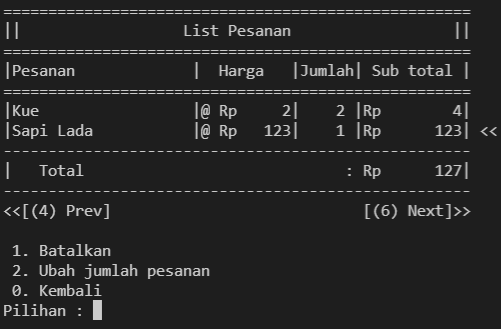 ===============================================
||                List Pesanan               ||
===============================================
|Pesanan           |  Harga   |Jumlah| Sub total |
===============================================
|Kue               |@ Rp     2|    2 |Rp        4|
|Sapi Lada         |@ Rp   123|    1 |Rp      123| <<
-----------------------------------------------
|   Total                          : Rp      127|
-----------------------------------------------
<<[(4) Prev]                         [(6) Next]>>
1. Batalkan
2. Ubah jumlah pesanan
0. Kembali
Pilihan :